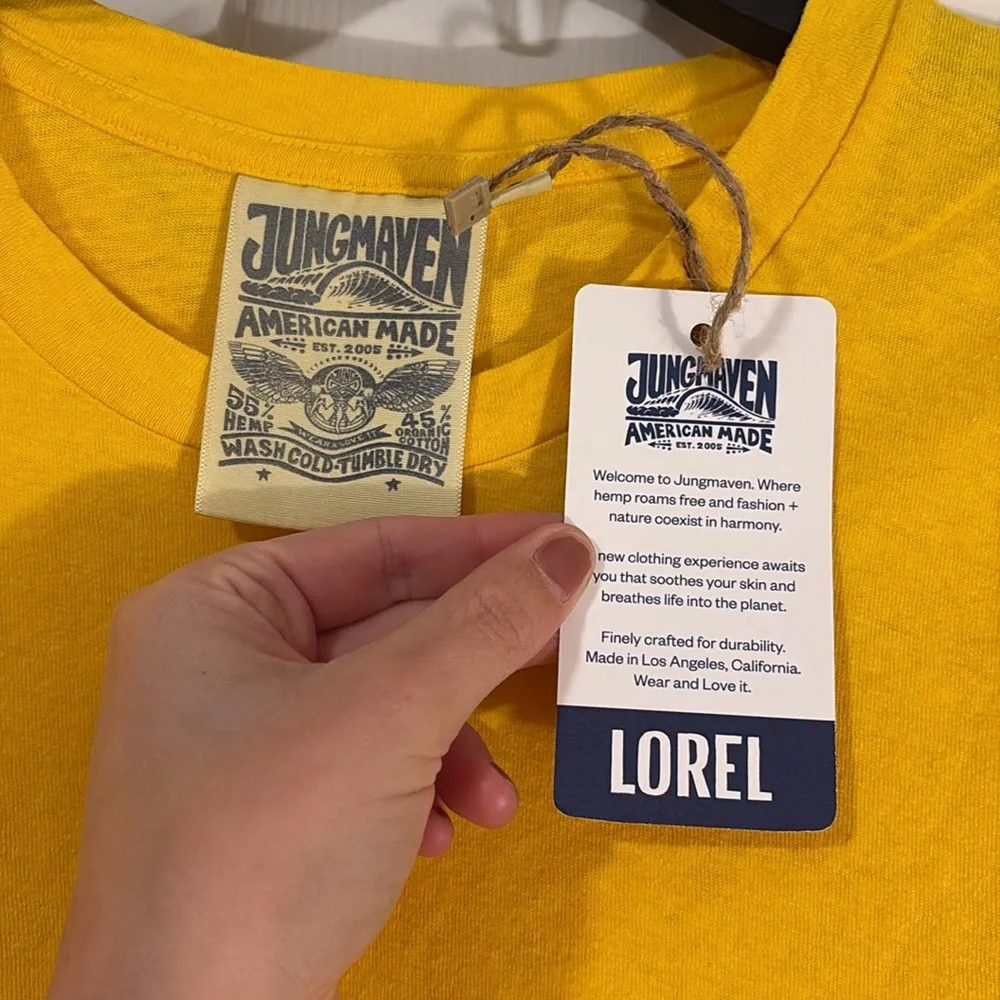 JUNGMAVEN
AMERICAN MADE
EST. 2005
55% HEMP
45% ORGANIC COTTON
WEAR & LOVE IT
WASH COLD-TUMBLE DRY
JUNGMAVEN
AMERICAN MADE
EST. 2005
Welcome to Jungmaven. Where
hemp roams free and fashion +
nature coexist in harmony.
new clothing experience awaits
you that soothes your skin and
breathes life into the planet.
Finely crafted for durability.
Made in Los Angeles, California.
Wear and Love it.
LOREL